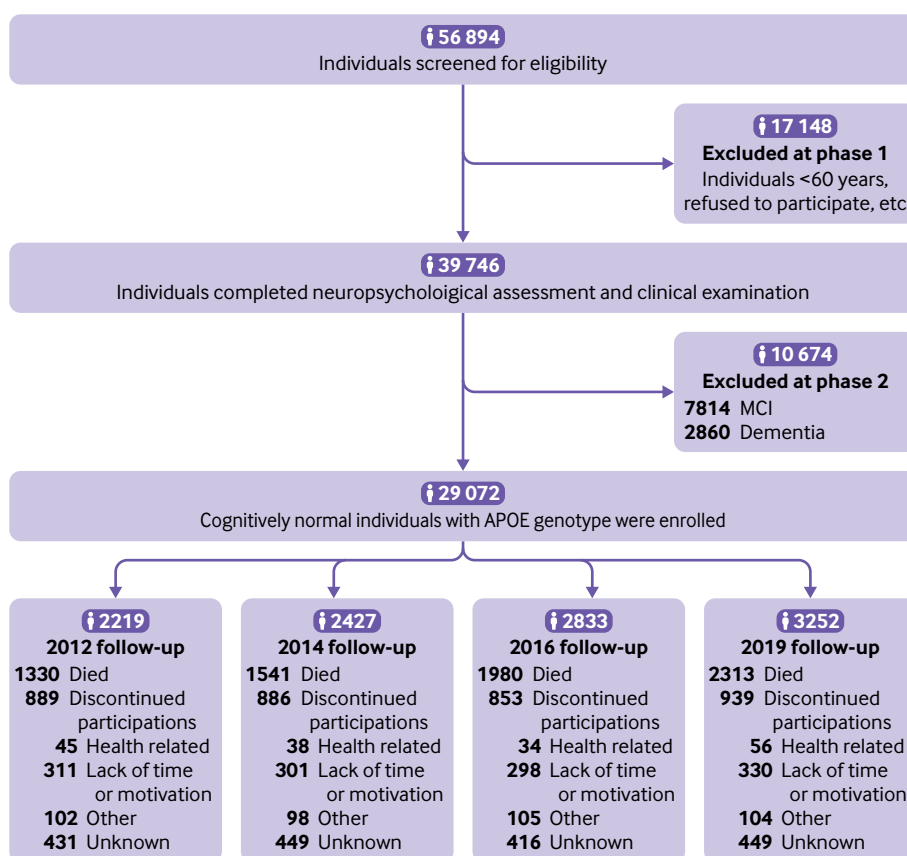 56 894
Individuals screened for eligibility
17 148
Excluded at phase 1
Individuals <60 years,
refused to participate, etc
39 746
Individuals completed neuropsycholoigical assessment and clinical examination
10 674
Excluded at phase 2
7814 MCI
2860 Dementia
29 072
Cognitively normal individuals with APOE genotype were enrolled
2219
2012 follow-up
1330 Died
889 Discontinued
participations
45 Health related
311 Lack of time
or motivation
102 Other
431 Unknown
2427
2014 follow-up
1541 Died
886 Discontinued
participations
38 Health related
301 Lack of time
or motivation
98 Other
449 Unknown
2833
2016 follow-up
1980 Died
853 Discontinued
participations
34 Health related
298 Lack of time
or motivation
105 Other
416 Unknown
3252
2019 follow-up
2313 Died
939 Discontinued
participations
56 Health related
330 Lack of time
or motivation
104 Other
449 Unknown